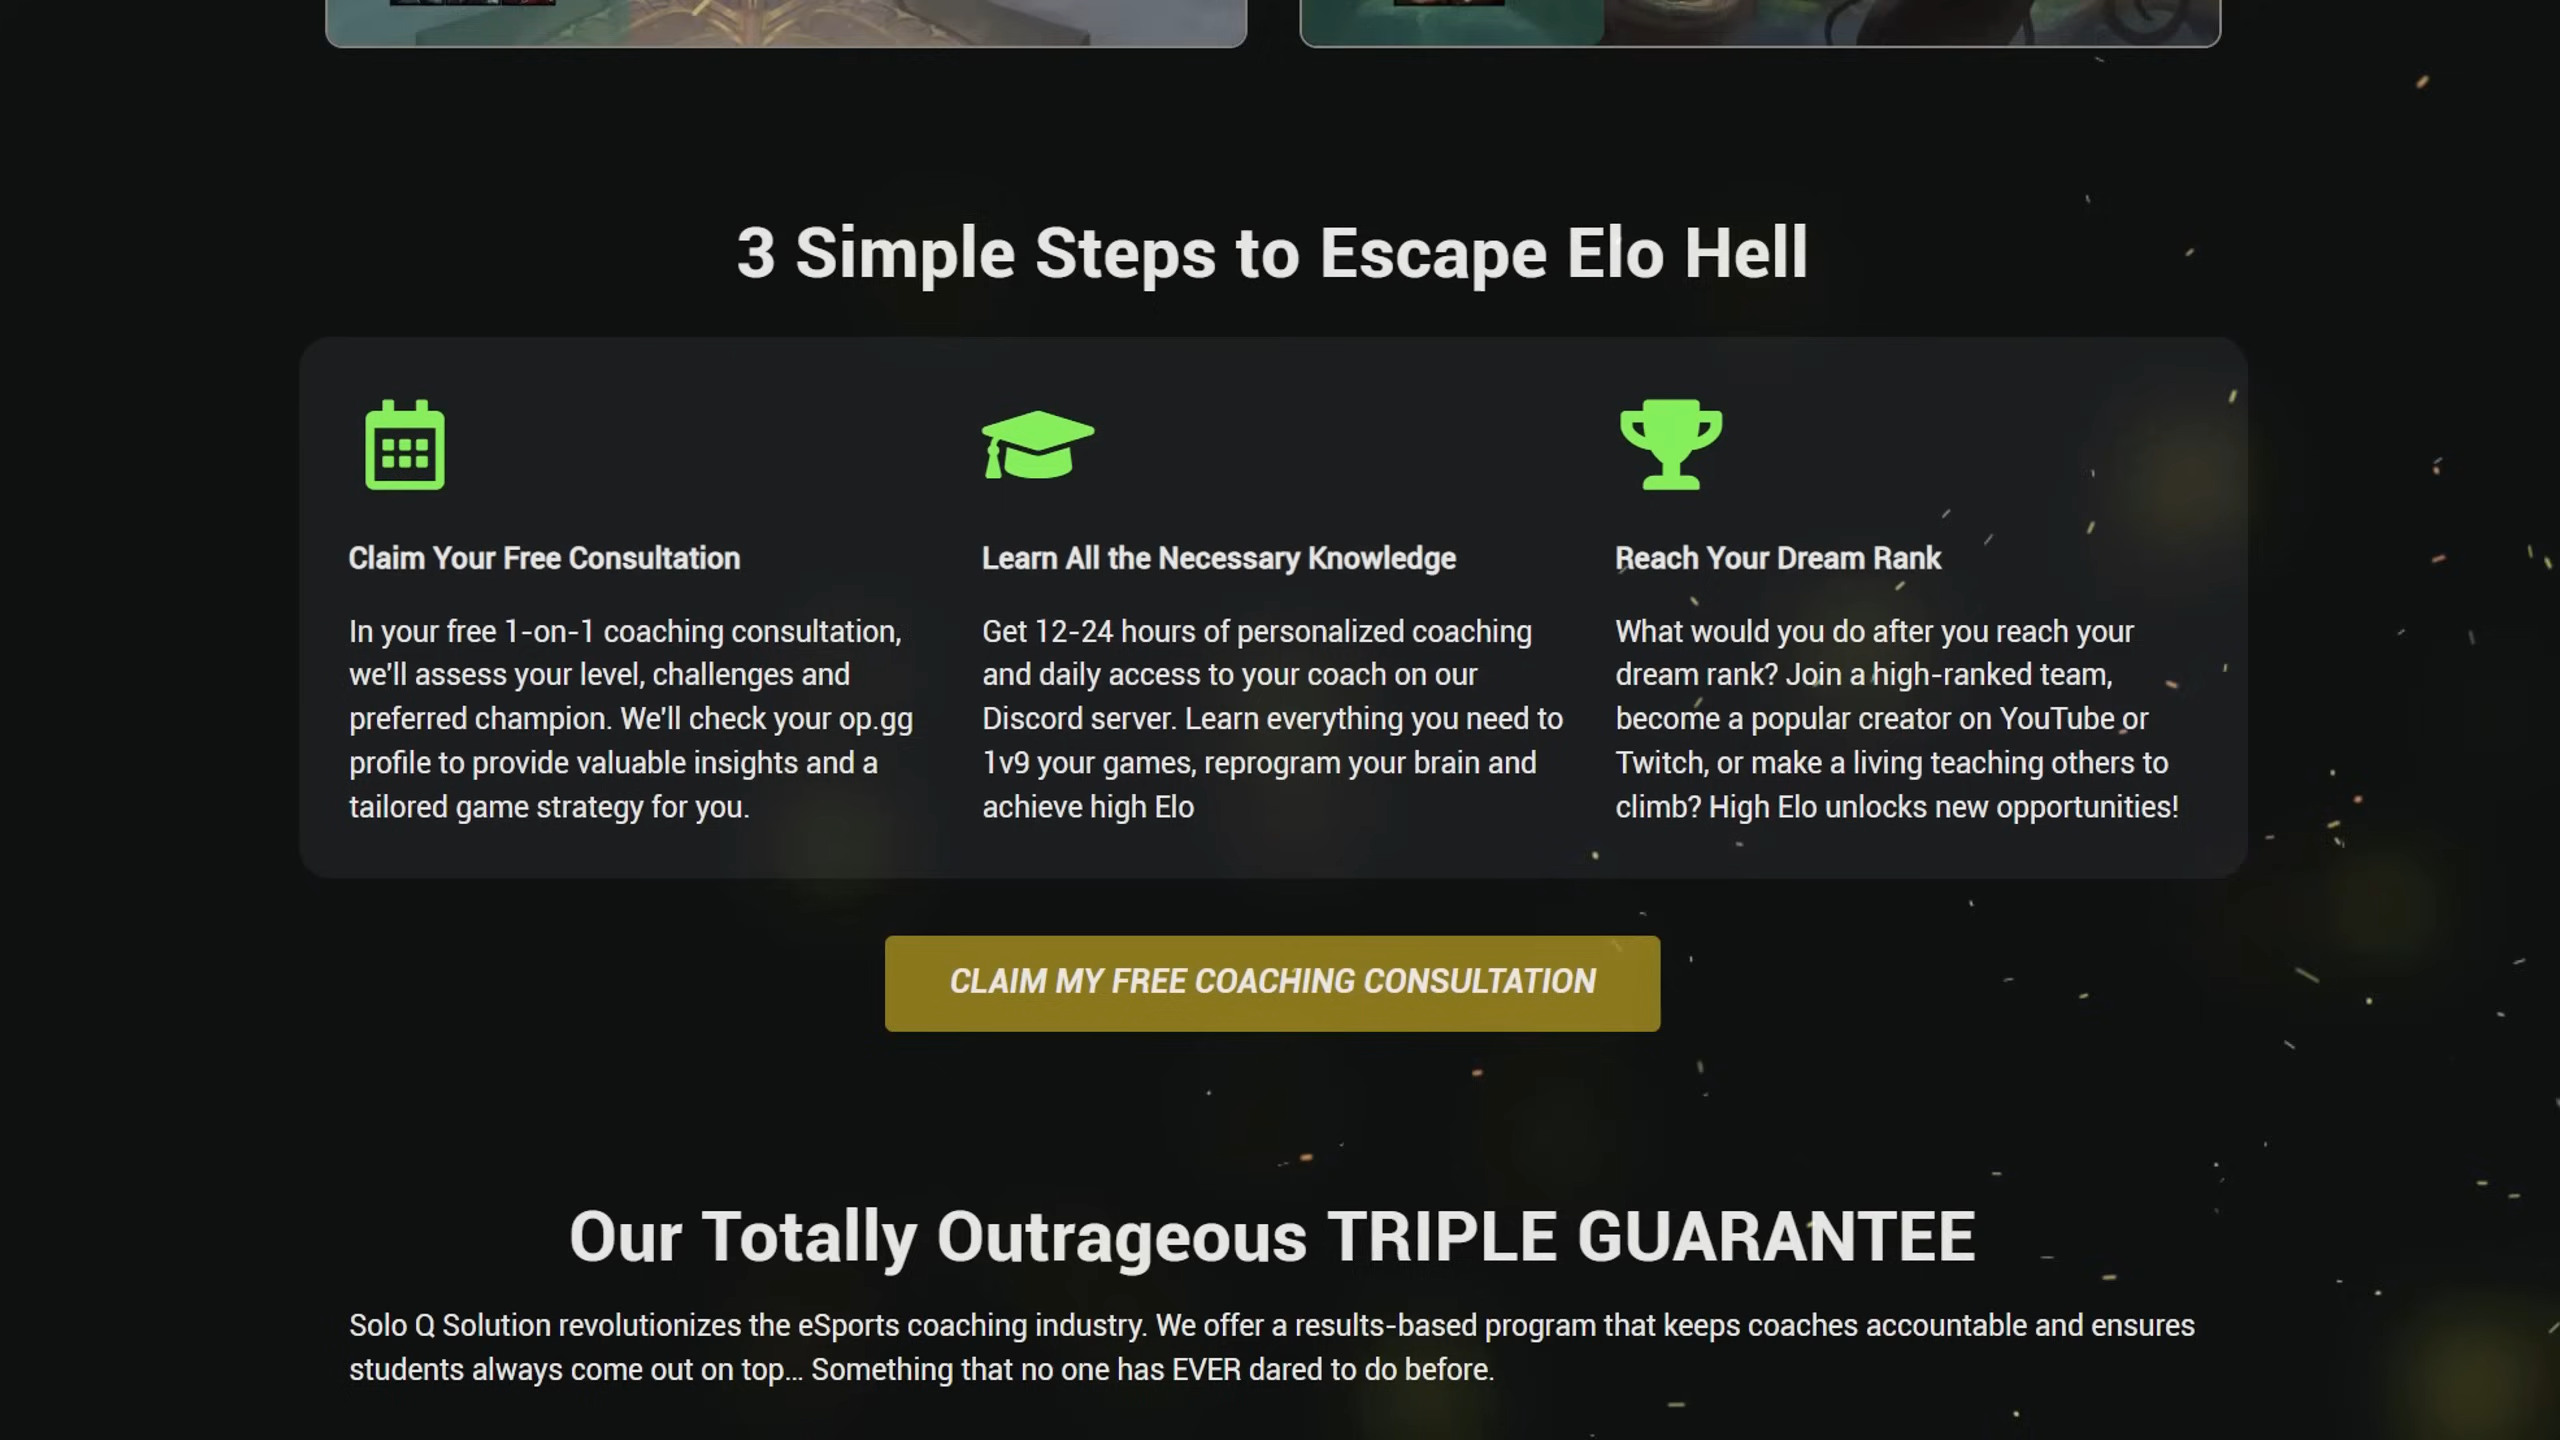 3 Simple Steps to Escape Elo Hell
Claim Your Free Consultation
In your free 1-on-1 coaching consultation,
we'll assess your level, challenges and
preferred champion. We'll check your op.gg
profile to provide valuable insights and a
tailored game strategy for you.
Learn All the Necessary Knowledge
Get 12-24 hours of personalized coaching
and daily access to your coach on our
Discord server. Learn everything you need to
1v9 your games, reprogram your brain and
achieve high Elo
Reach Your Dream Rank
What would you do after you reach your
dream rank? Join a high-ranked team,
become a popular creator on YouTube or
Twitch, or make a living teaching others to
climb? High Elo unlocks new opportunities!
CLAIM MY FREE COACHING CONSULTATION
Our Totally Outrageous TRIPLE GUARANTEE
Solo Q Solution revolutionizes the eSports coaching industry. We offer a results-based program that keeps coaches accountable and ensures
students always come out on top... Something that no one has EVER dared to do before.